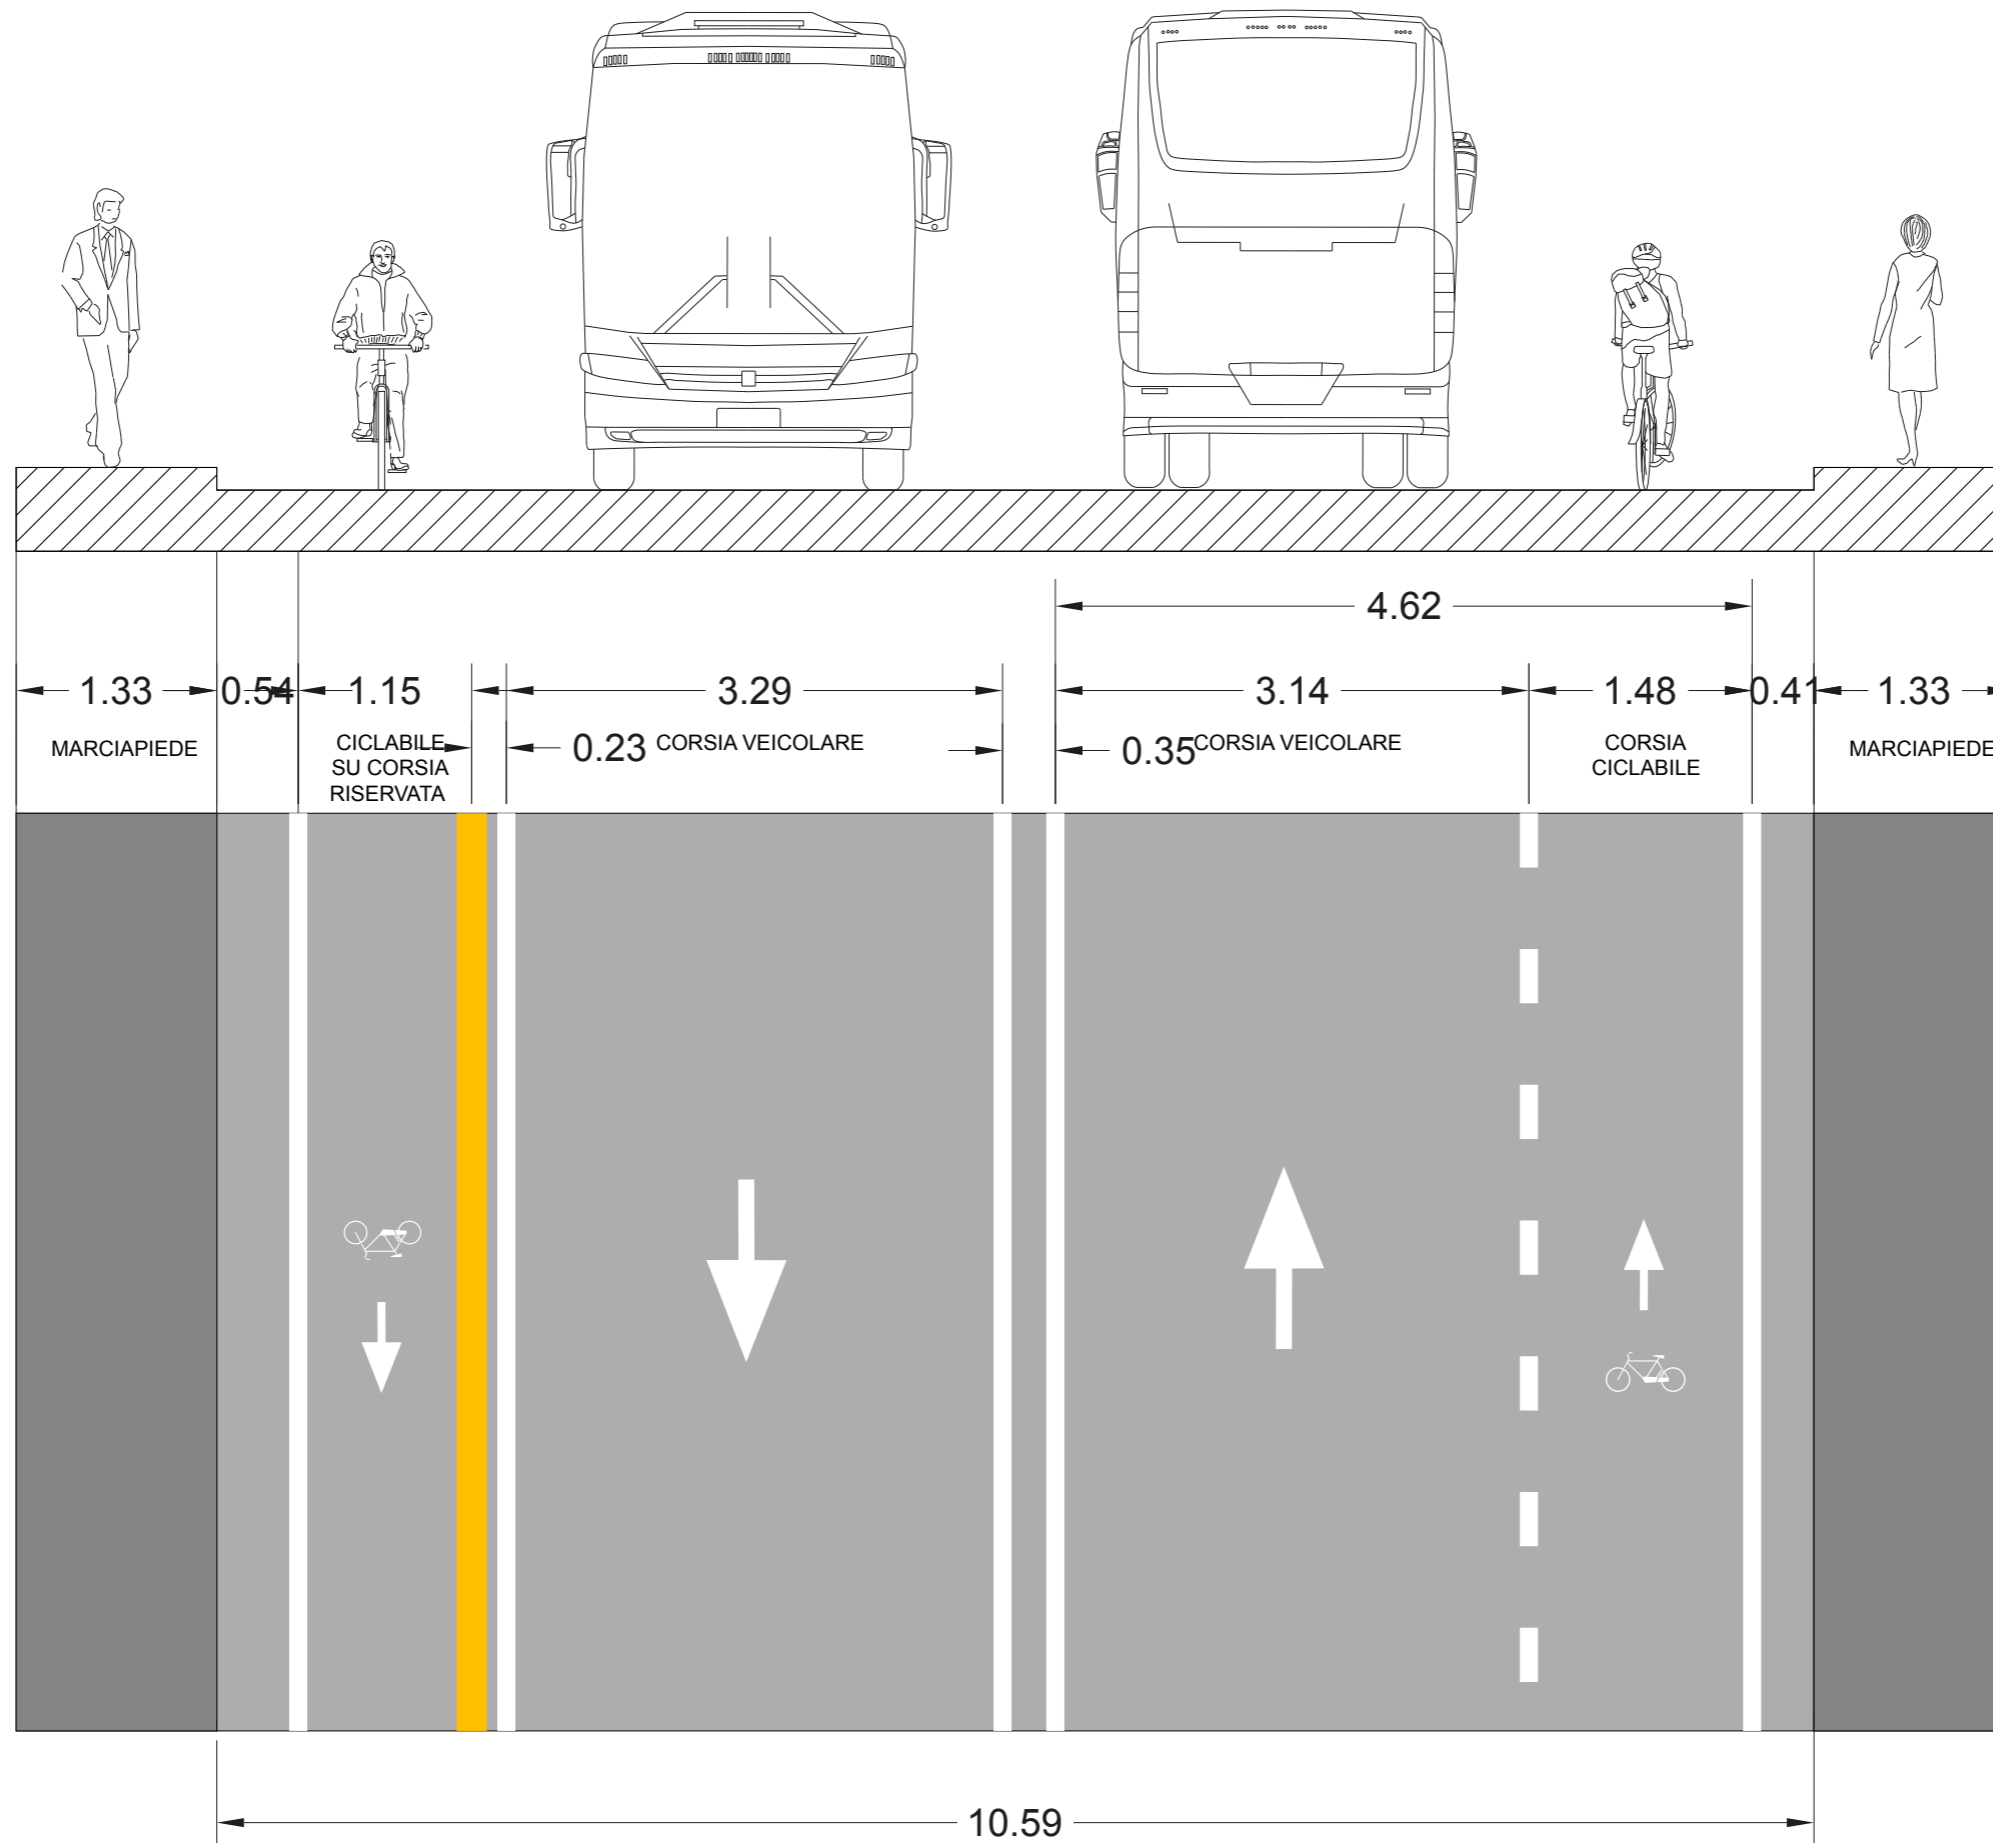 4.62
1.33 0.54 1.15 3.29 3.14 1.48 0.41 1.33
MARCIAPIEDE
CICLABILE
SU CORSIA
RISERVATA
0.23
CORSIA VEICOLARE
0.35
CORSIA VEICOLARE
CORSIA
CICLABILE
MARCIAPIEDE
10.59